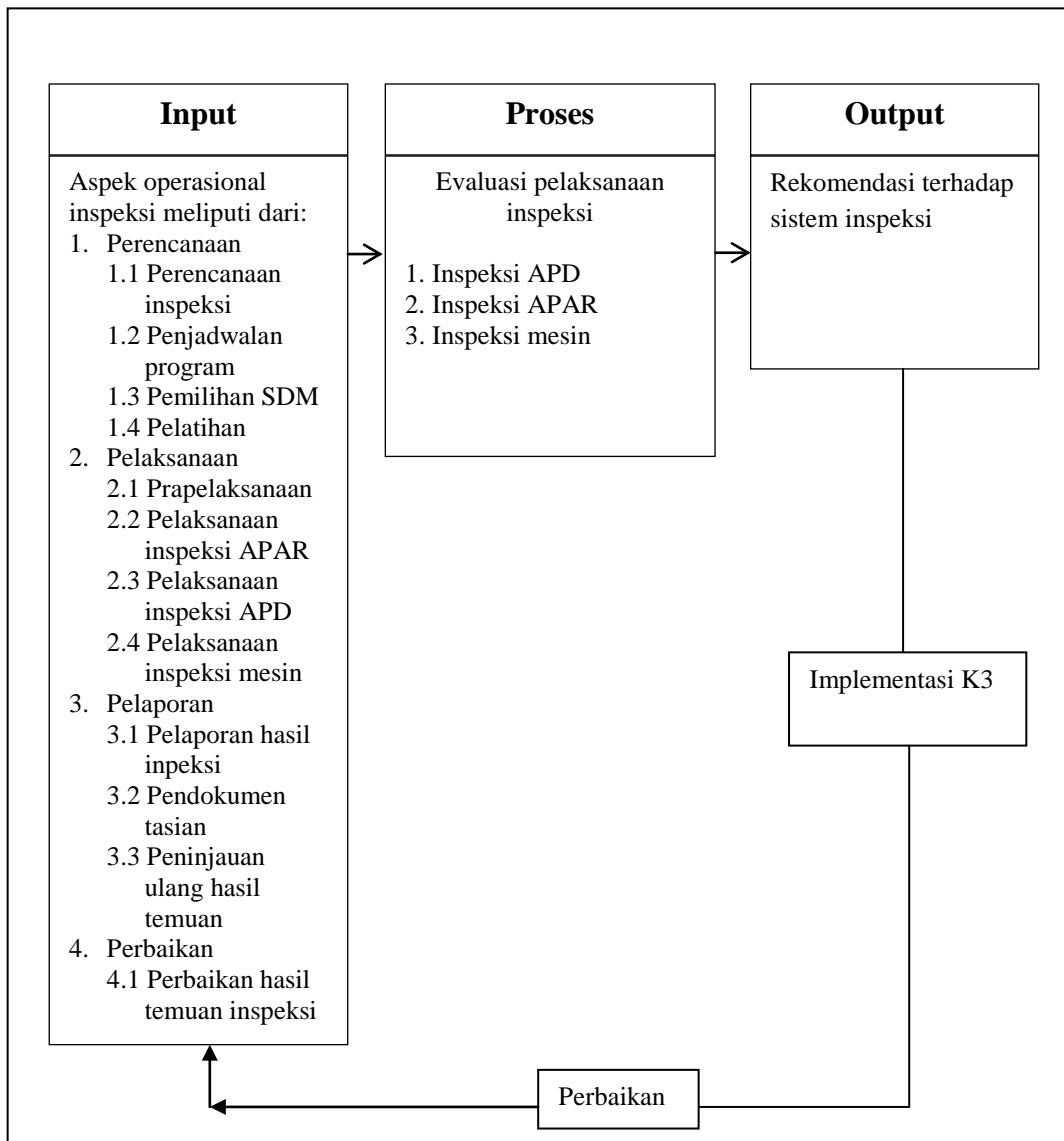 Input
Aspek operasional
inspeksi meliputi dari:
1. Perencanaan
1.1 Perencanaan
inspeksi
1.2 Penjadwalan
program
1.3 Pemilihan SDM
1.4 Pelatihan
2. Pelaksanaan
2.1 Prapelaksanaan
2.2 Pelaksanaan
inspeksi APAR
2.3 Pelaksanaan
inspeksi APD
2.4 Pelaksanaan
inspeksi mesin
3. Pelaporan
3.1 Pelaporan hasil
inpeksi
3.2 Pendokumen
tasian
3.3 Peninjauan
ulang hasil
temuan
4. Perbaikan
4.1 Perbaikan hasil
temuan inspeksi
Proses
Evaluasi pelaksanaan
inspeksi
1. Inspeksi APD
2. Inspeksi APAR
3. Inspeksi mesin
Output
Rekomendasi terhadap
sistem inspeksi
Implementasi K3
Perbaikan